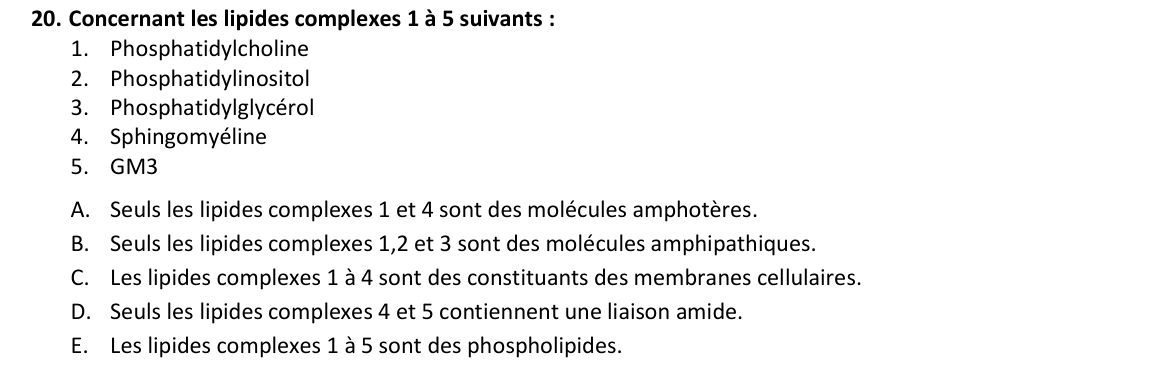 20. Concernant les lipides complexes 1 à 5 suivants :
1. Phosphatidylcholine
2. Phosphatidylinositol
3. Phosphatidylglycérol
4. Sphingomyéline
5. GM3
A. Seuls les lipides complexes 1 et 4 sont des molécules amphotères.
B. Seuls les lipides complexes 1,2 et 3 sont des molécules amphipathiques.
C. Les lipides complexes 1 à 4 sont des constituants des membranes cellulaires.
D. Seuls les lipides complexes 4 et 5 contiennent une liaison amide.
E. Les lipides complexes 1 à 5 sont des phospholipides.